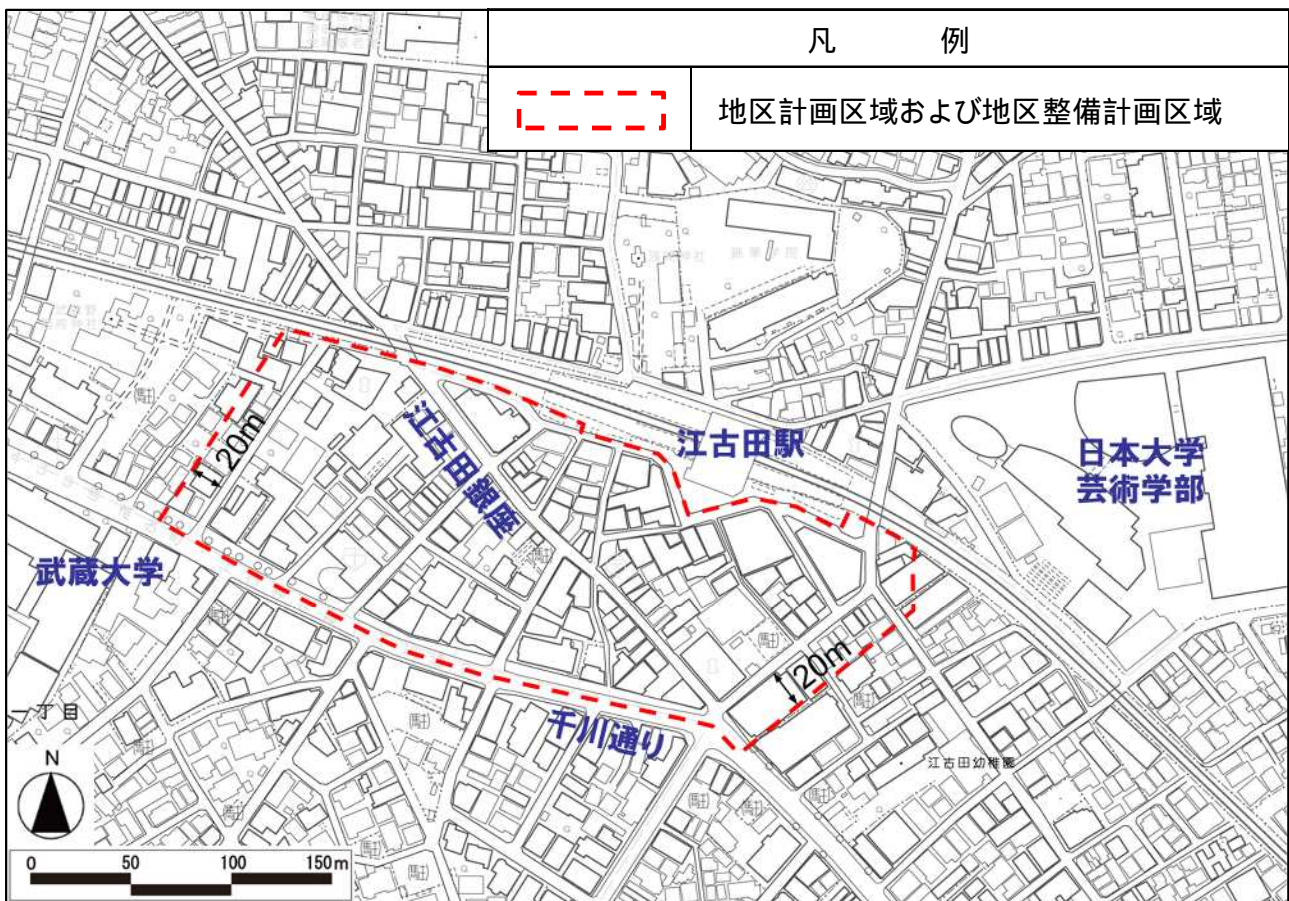 凡 例
地区計画区域および地区整備計画区域
20m
江古田銀座
江古田駅
日本大学
芸術学部
武蔵大学
20m
千川通り
一丁目
江古田幼稚園
N
0 50 100 150m